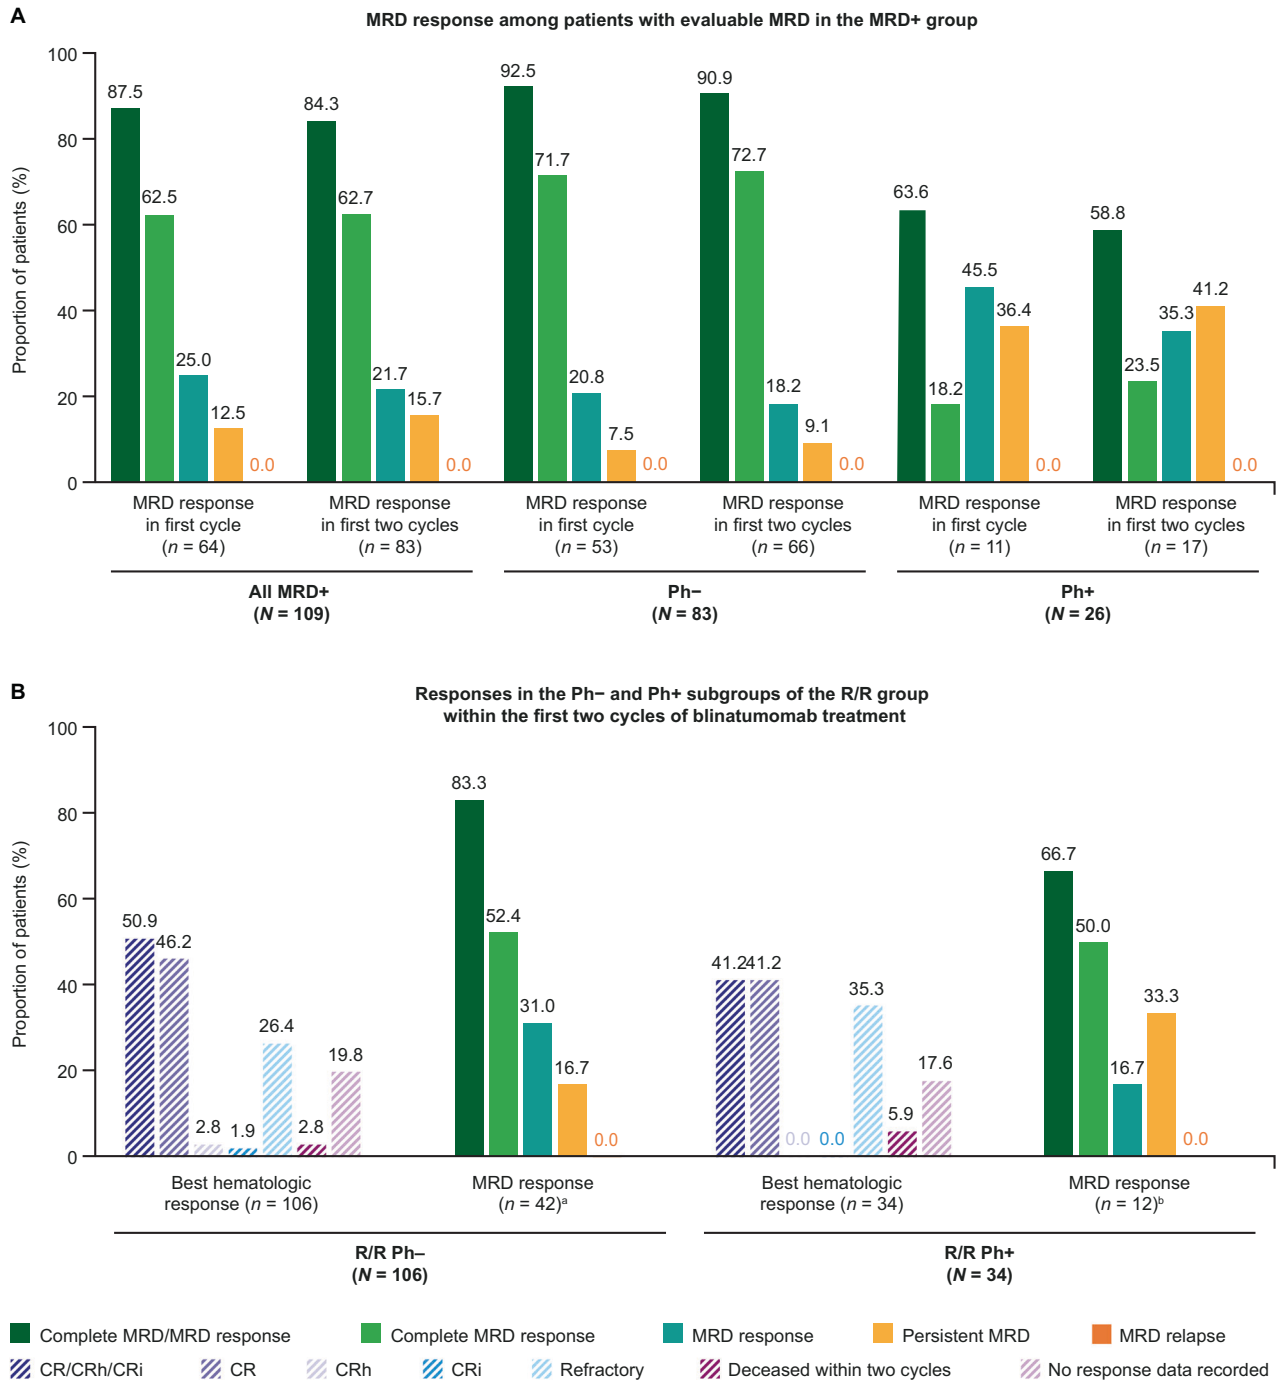 A
MRD response among patients with evaluable MRD in the MRD+ group
Proportion of patients (%)
100
80
60
40
20
0
87.5
62.5
25.0
12.5
0.0
84.3
62.7
21.7
15.7
0.0
92.5
71.7
20.8
7.5
0.0
90.9
72.7
18.2
9.1
0.0
63.6
18.2
45.5
36.4
0.0
58.8
23.5
35.3
41.2
0.0
MRD response
in first cycle
(n = 64)
MRD response
in first two cycles
(n = 83)
MRD response
in first cycle
(n = 53)
MRD response
in first two cycles
(n = 66)
MRD response
in first cycle
(n = 11)
MRD response
in first two cycles
(n = 17)
All MRD+
(N = 109)
Ph−
(N = 83)
Ph+
(N = 26)
B
Responses in the Ph− and Ph+ subgroups of the R/R group
within the first two cycles of blinatumomab treatment
Proportion of patients (%)
100
80
60
40
20
0
50.9
46.2
2.8
1.9
26.4
2.8
19.8
83.3
52.4
31.0
16.7
0.0
41.2
41.2
0.0
0.0
35.3
5.9
17.6
66.7
50.0
16.7
33.3
0.0
Best hematologic
response (n = 106)
MRD response
(n = 42)ᵃ
Best hematologic
response (n = 34)
MRD response
(n = 12)ᵇ
R/R Ph–
(N = 106)
R/R Ph+
(N = 34)
Complete MRD/MRD response
Complete MRD response
MRD response
Persistent MRD
MRD relapse
CR/CRh/CRi
CR
CRh
CRi
Refractory
Deceased within two cycles
No response data recorded